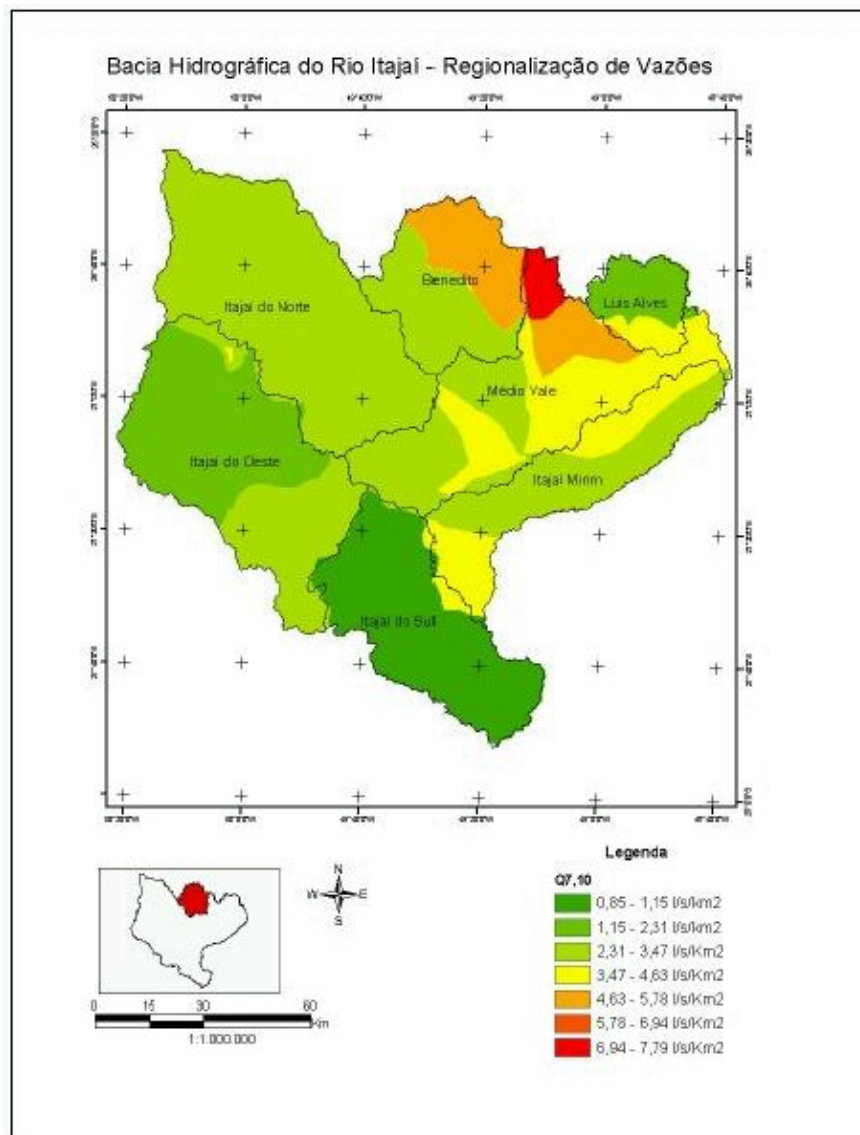 Bacia Hidrográfica do Rio Itajaí - Regionalização de Vazões
Benedito
Luis Alves
Itajaí do Norte
Médio Vale
Itajaí do Oeste
Itajaí Mirim
Itajaí do Sul
Legenda
Q7,10
0,85 - 1,15 l/s/km2
1,15 - 2,31 l/s/Km2
2,31 - 3,47 l/s/Km2
3,47 - 4,63 l/s/Km2
4,63 - 5,78 l/s/Km2
5,78 - 6,94 l/s/Km2
6,94 - 7,79 l/s/Km2
N
W E
S
0 15 30 60
Km
1:1.000.000